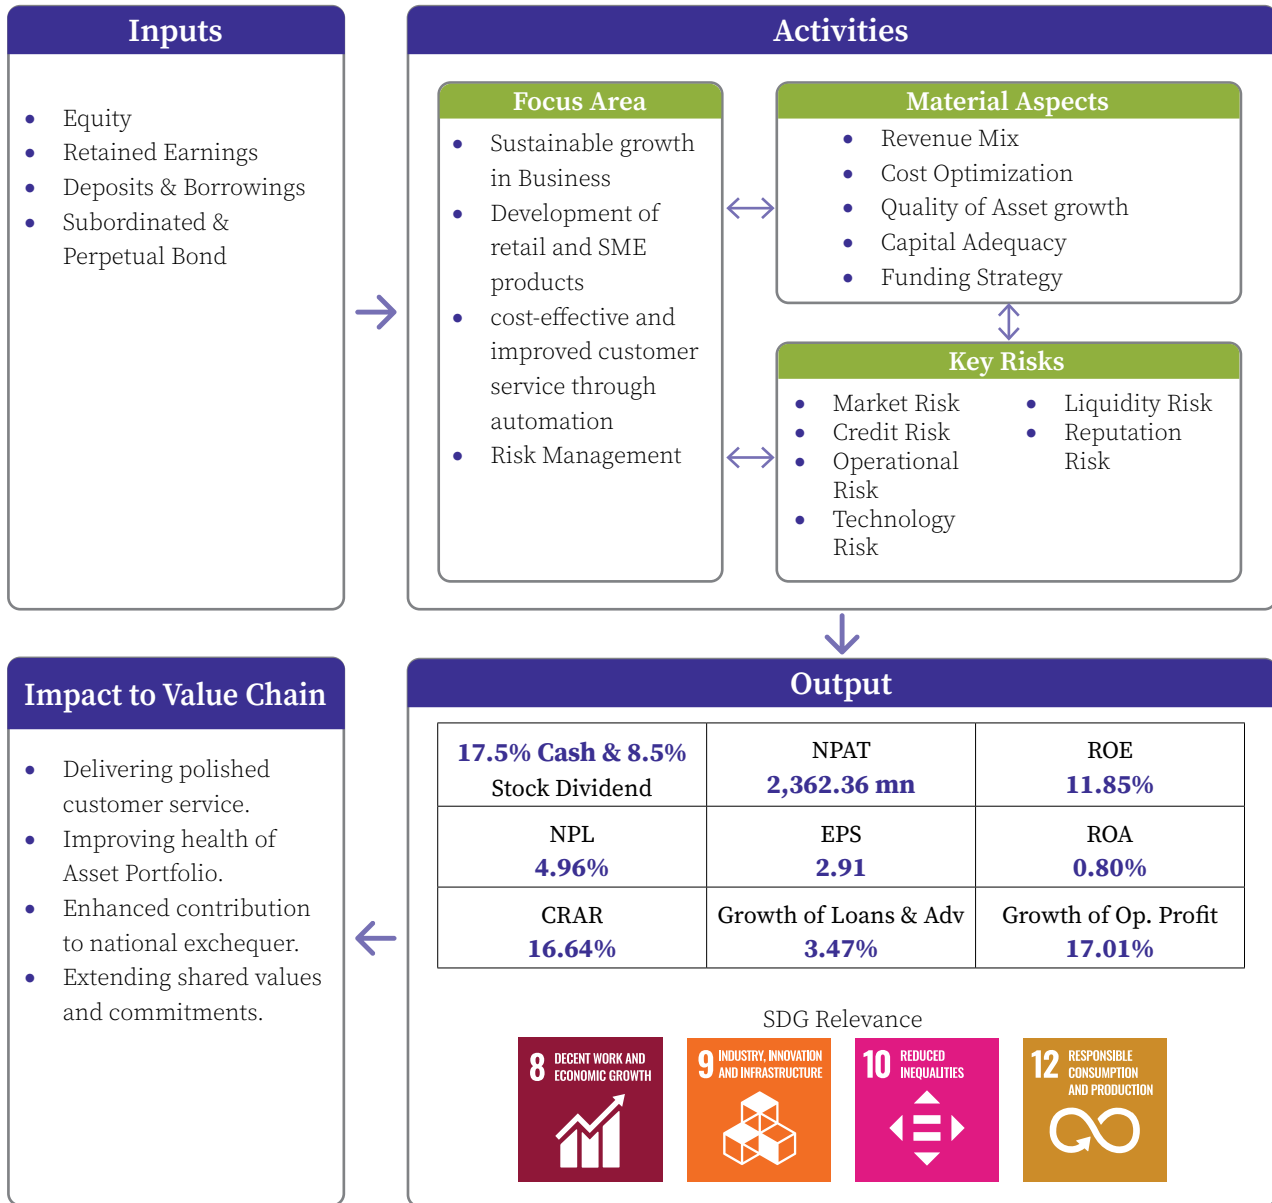 Inputs
Equity
Retained Earnings
Deposits & Borrowings
Subordinated &
Perpetual Bond
Activities
Focus Area
Sustainable growth
in Business
Development of
retail and SME
products
cost-effective and
improved customer
service through
automation
Risk Management
Material Aspects
Revenue Mix
Cost Optimization
Quality of Asset growth
Capital Adequacy
Funding Strategy
Key Risks
Market Risk
Credit Risk
Operational
Risk
Technology
Risk
Liquidity Risk
Reputation
Risk
Output
17.5% Cash & 8.5%
Stock Dividend
NPAT
2,362.36 mn
ROE
11.85%
NPL
4.96%
EPS
2.91
ROA
0.80%
CRAR
16.64%
Growth of Loans & Adv
3.47%
Growth of Op. Profit
17.01%
SDG Relevance
8 DECENT WORK AND
ECONOMIC GROWTH
9 INDUSTRY, INNOVATION
AND INFRASTRUCTURE
10 REDUCED
INEQUALITIES
12 RESPONSIBLE
CONSUMPTION
AND PRODUCTION
Impact to Value Chain
Delivering polished
customer service.
Improving health of
Asset Portfolio.
Enhanced contribution
to national exchequer.
Extending shared values
and commitments.